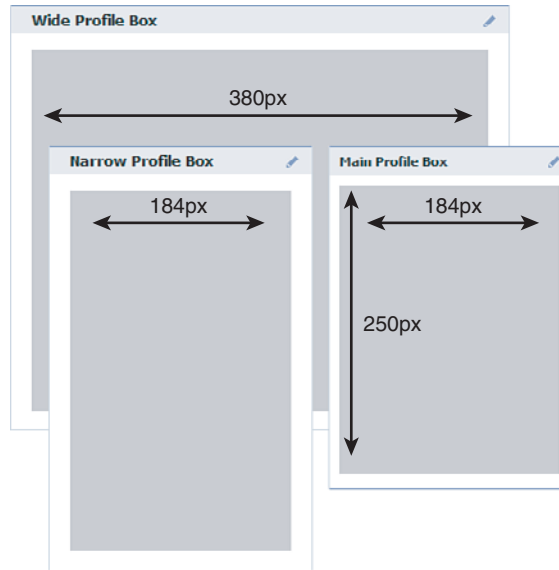 Wide Profile Box
380px
Narrow Profile Box
184px
Main Profile Box
184px
250px